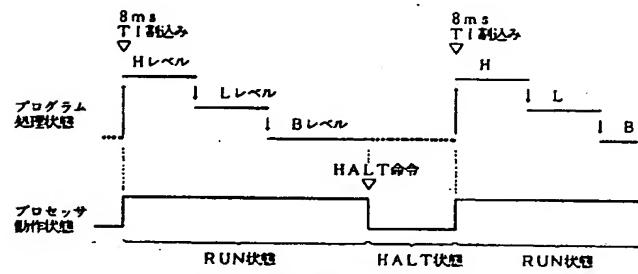 8ms 8ms
TI割込み TI割込み
Hレベル H
プログラム処理状態 Lレベル L
Bレベル B
HALT命令
プロセッサ動作状態
RUN状態 HALT状態 RUN状態